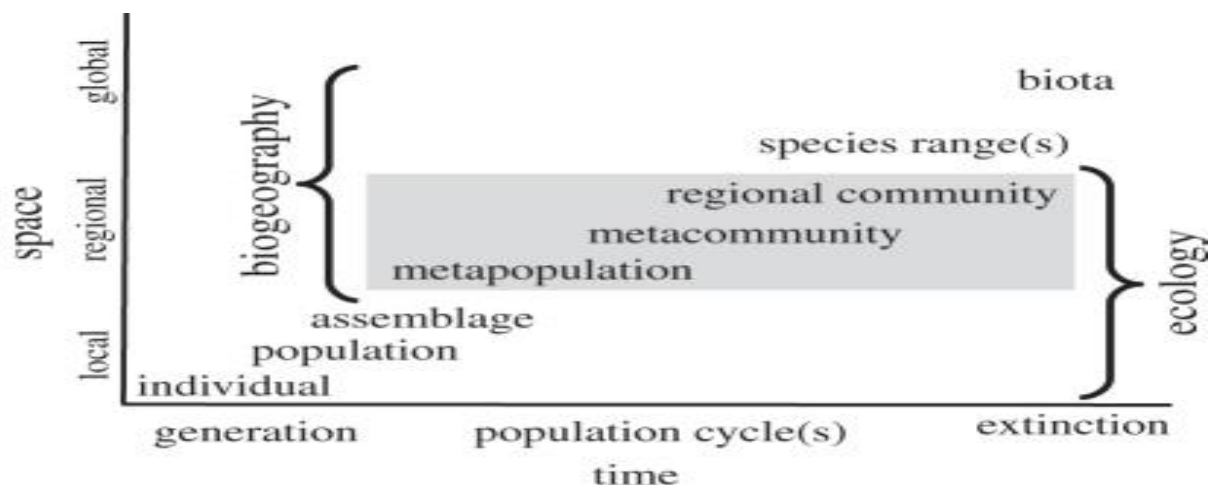 global
biota
biogeography
species range(s)
space
regional
regional community
metacommunity
metapopulation
ecology
assemblage
local
population
individual
generation
population cycle(s)
extinction
time